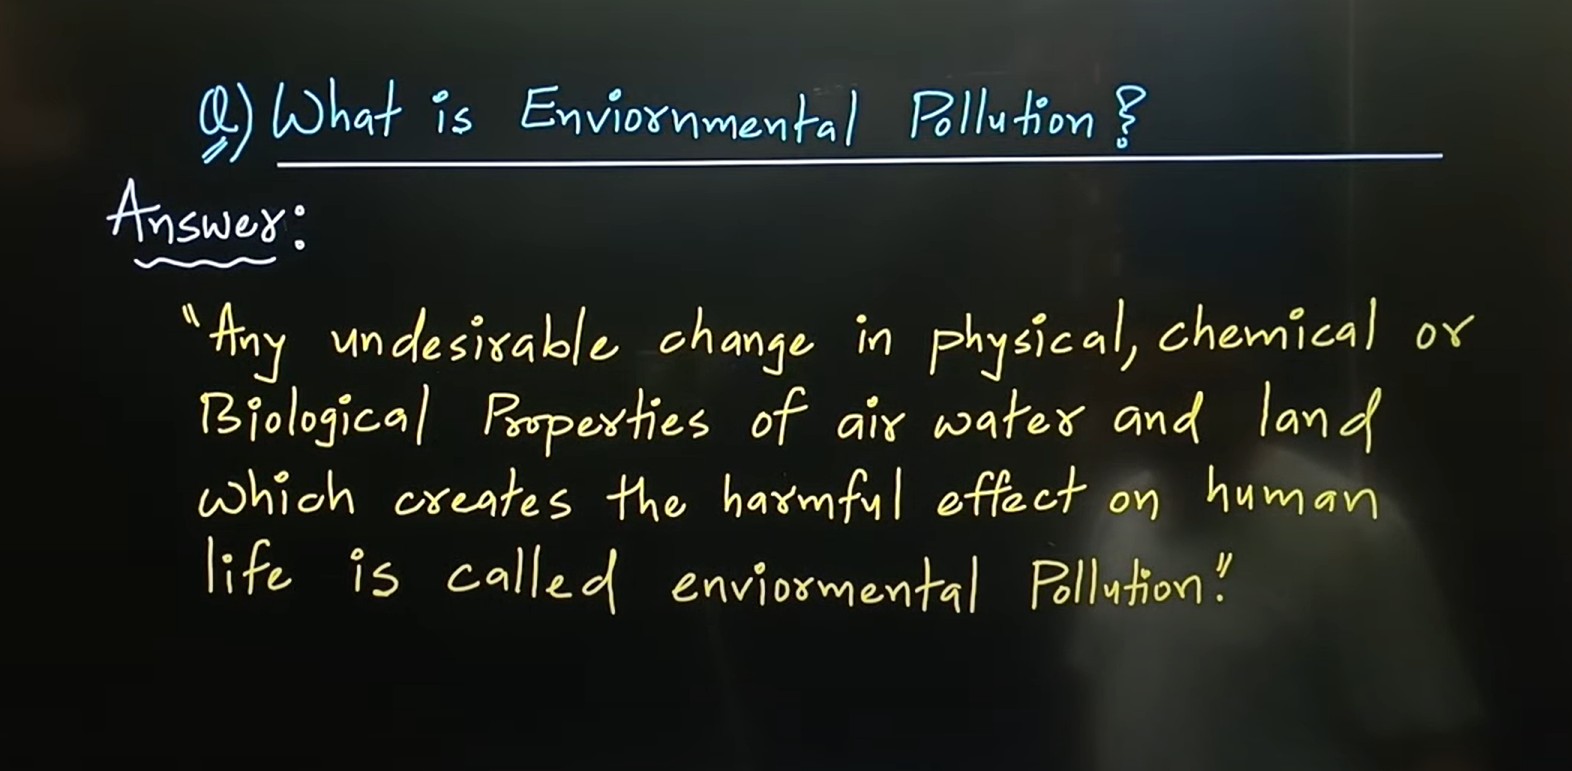 Q) What is Enviornmental Pollution?
Answer:
"Any undesirable change in physical, chemical or
Biological Properties of air water and land
which creates the harmful effect on human
life is called enviormental Pollution."